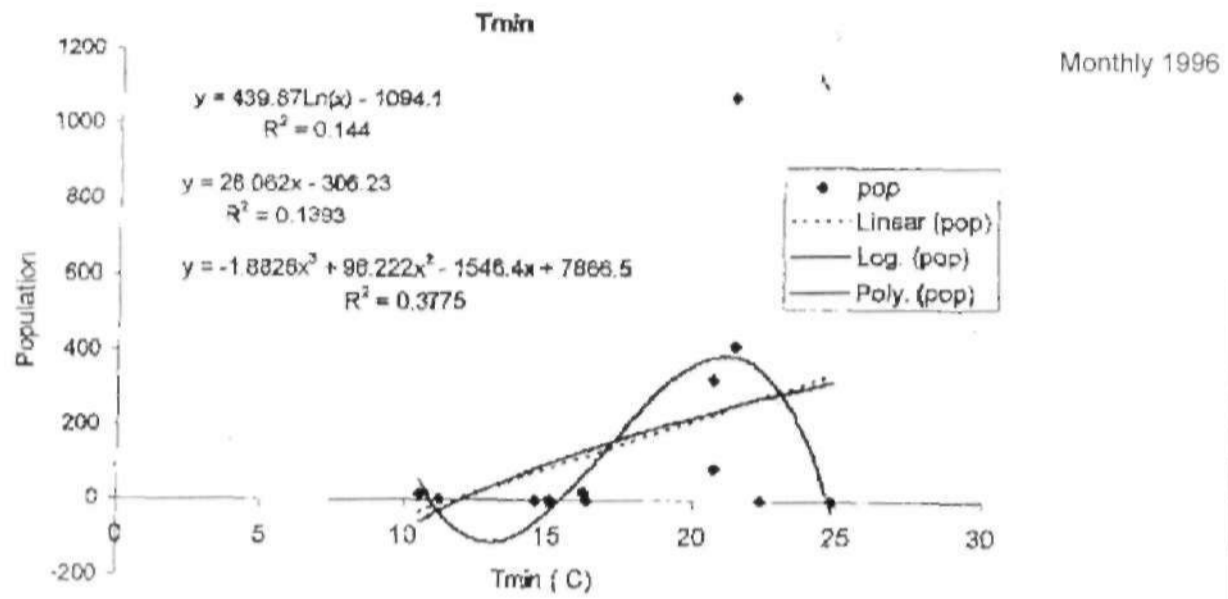 Tmin
Monthly 1996
1200
1000
800
600
400
200
0
-200
Population
y = 439.87Ln(x) - 1094.1
R² = 0.144
y = 26.062x - 306.23
R² = 0.1393
y = -1.8826x³ + 96.222x² - 1546.4x + 7866.5
R² = 0.3775
pop
Linear (pop)
Log. (pop)
Poly. (pop)
0 5 10 15 20 25 30
Tmin ( C)